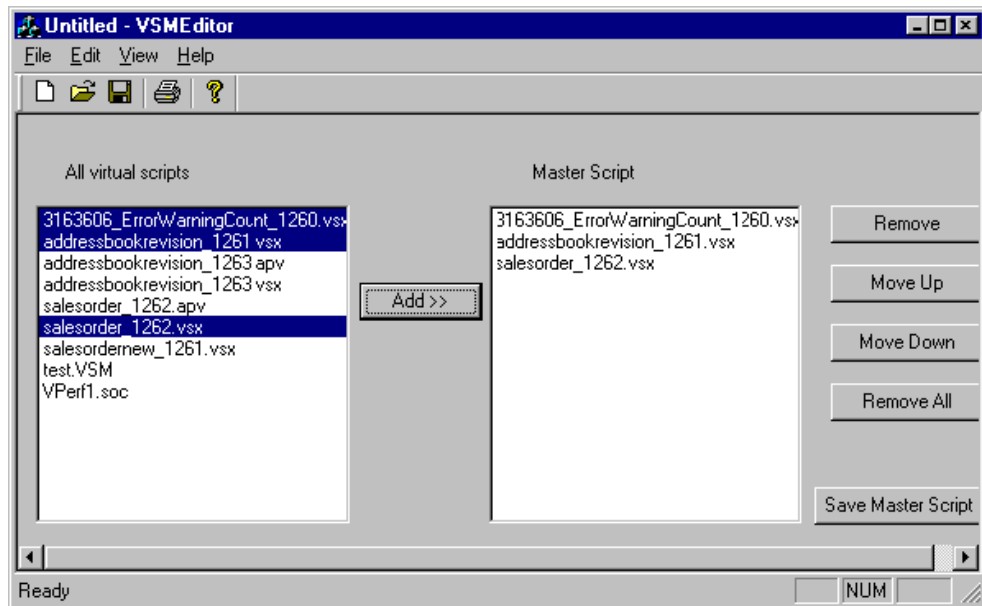 Untitled - VSMEditor
File Edit View Help
All virtual scripts
3163606_ErrorWarningCount_1260.vsx
addressbookrevision_1261 vsx
addressbookrevision_1263 apv
addressbookrevision_1263 vsx
salesorder_1262.apv
salesorder_1262.vsx
salesordernew_1261.vsx
test.VSM
VPerf1.soc
Add >>
Master Script
3163606_ErrorWarningCount_1260.vsx
addressbookrevision_1261.vsx
salesorder_1262.vsx
Remove
Move Up
Move Down
Remove All
Save Master Script
Ready
NUM